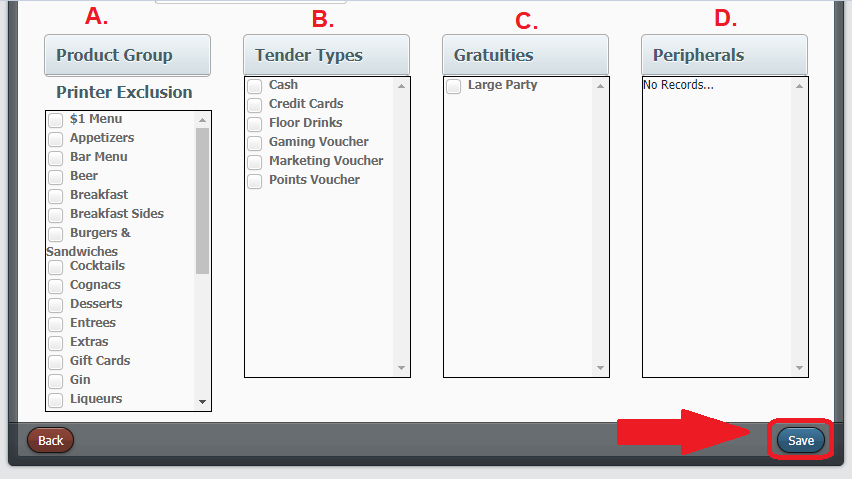 A.
B.
C.
D.
Product Group
Tender Types
Gratuities
Peripherals
Printer Exclusion
$1 Menu
Appetizers
Bar Menu
Beer
Breakfast
Breakfast Sides
Burgers &
Sandwiches
Cocktails
Cognacs
Desserts
Entrees
Extras
Gift Cards
Gin
Liqueurs
Cash
Credit Cards
Floor Drinks
Gaming Voucher
Marketing Voucher
Points Voucher
Large Party
No Records...
Back
Save